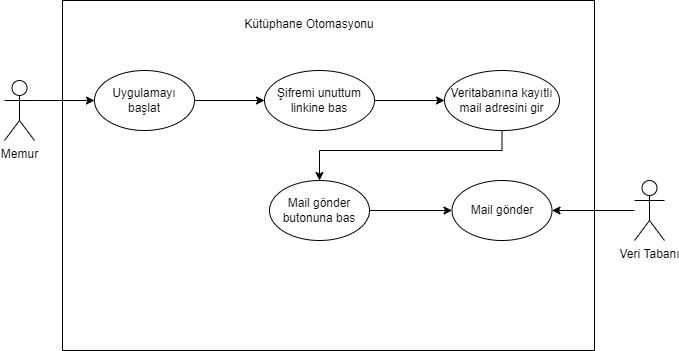 Kütüphane Otomasyonu
Uygulamayı
başlat
Şifremi unuttum
linkine bas
Veritabanına kayıtlı
mail adresini gir
Memur
Mail gönder
butonuna bas
Mail gönder
Veri Tabanı